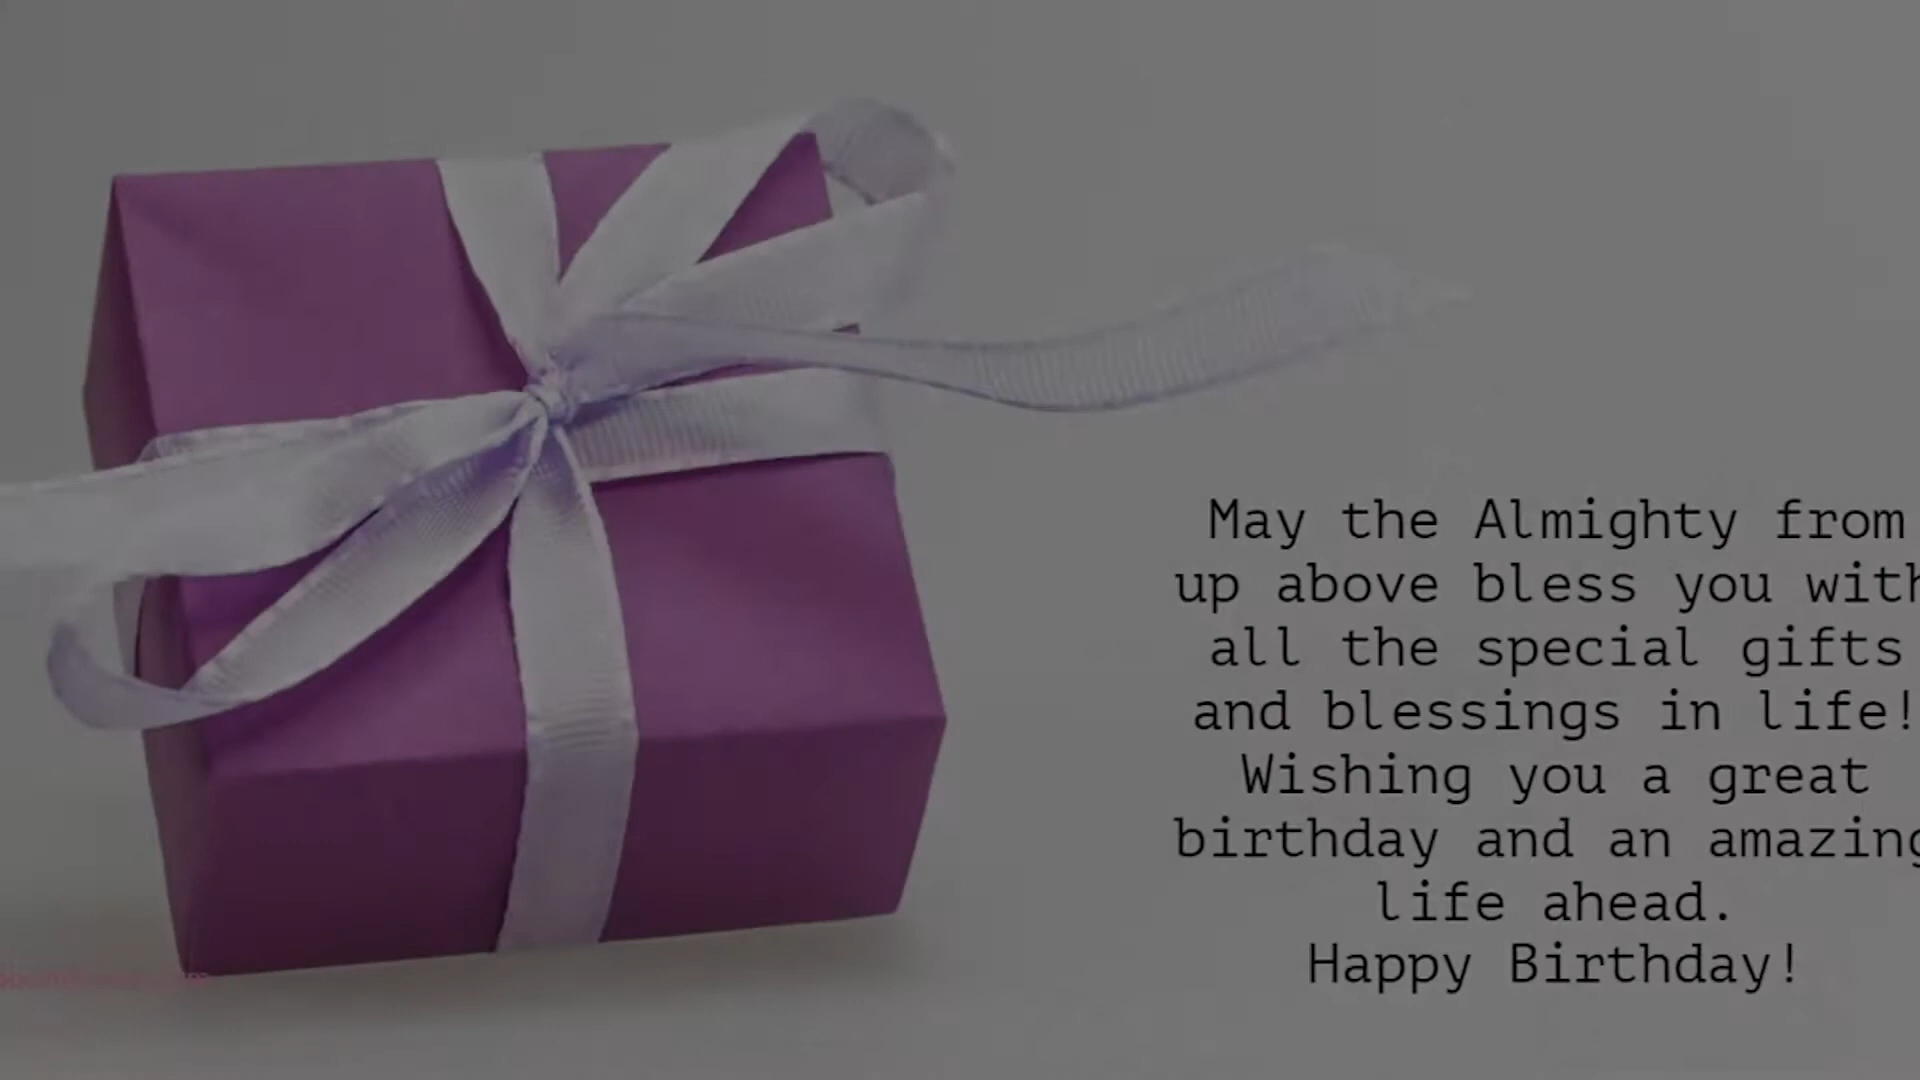 May the Almighty from
up above bless you with
all the special gifts
and blessings in life!
Wishing you a great
birthday and an amazing
life ahead.
Happy Birthday!